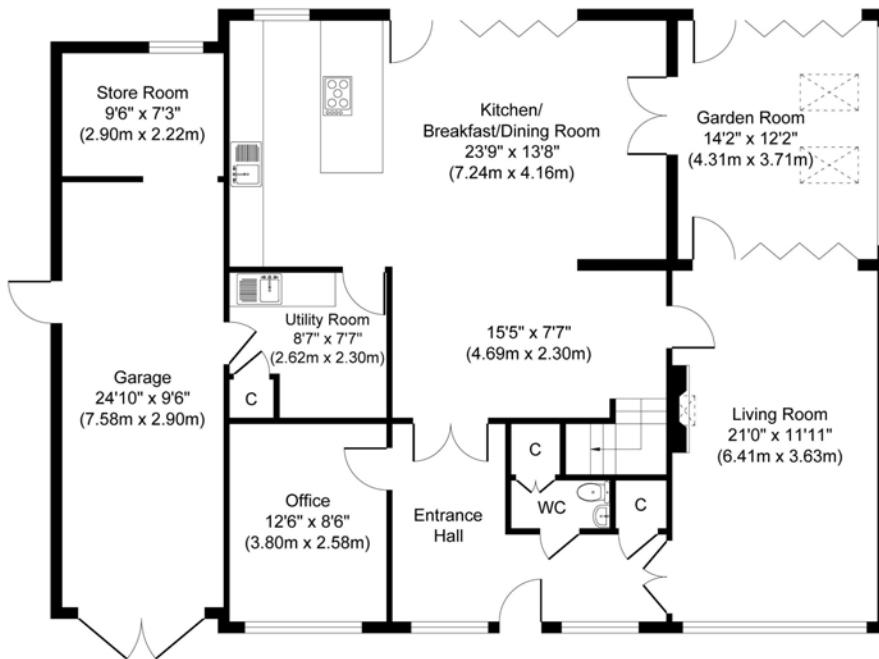 Store Room
9'6" x 7'3"
(2.90m x 2.22m)
Kitchen/
Breakfast/Dining Room
23'9" x 13'8"
(7.24m x 4.16m)
Garden Room
14'2" x 12'2"
(4.31m x 3.71m)
Utility Room
8'7" x 7'7"
(2.62m x 2.30m)
C
15'5" x 7'7"
(4.69m x 2.30m)
Garage
24'10" x 9'6"
(7.58m x 2.90m)
Living Room
21'0" x 11'11"
(6.41m x 3.63m)
C
WC
C
Office
12'6" x 8'6"
(3.80m x 2.58m)
Entrance
Hall